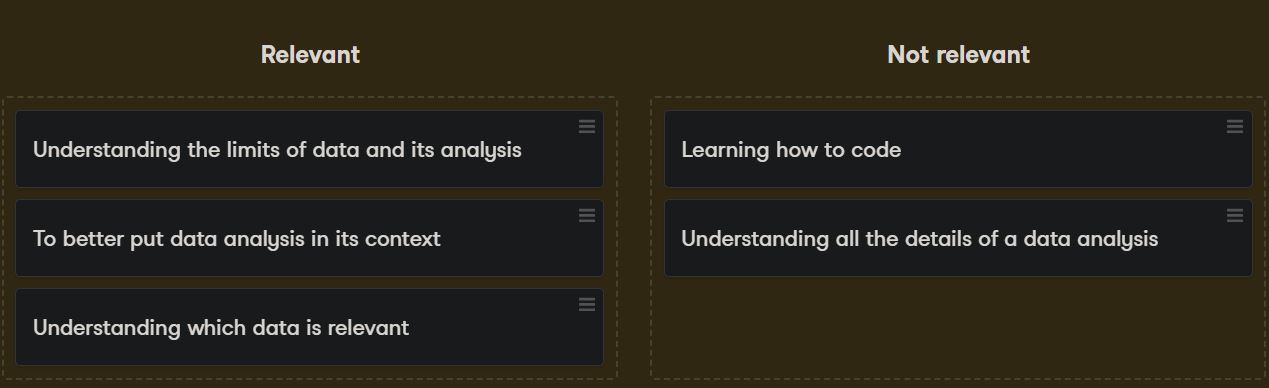 Relevant
Understanding the limits of data and its analysis
To better put data analysis in its context
Understanding which data is relevant
Not relevant
Learning how to code
Understanding all the details of a data analysis